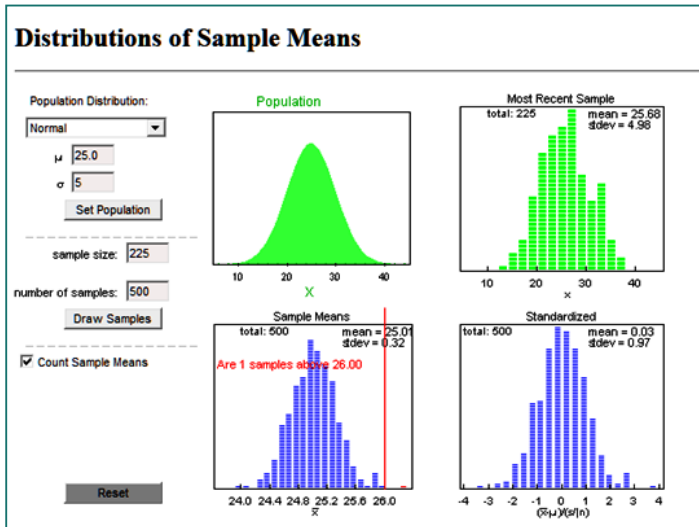 Distributions of Sample Means
Population Distribution:
Normal
μ 25.0
σ 5
Set Population
sample size: 225
number of samples: 500
Draw Samples
Count Sample Means
Reset
Population
10 20 30 40
X
Most Recent Sample
total: 225 mean = 25.68
stdev = 4.98
10 20 30 40
x
Sample Means
total: 500 mean = 25.01
stdev = 0.32
Are 1 samples above 26.00
24.0 24.4 24.8 25.2 25.6 26.0
x̅
Standardized
total: 500 mean = 0.03
stdev = 0.97
-4 -3 -2 -1 0 1 2 3 4
(x̅-μ)/(s/√n)